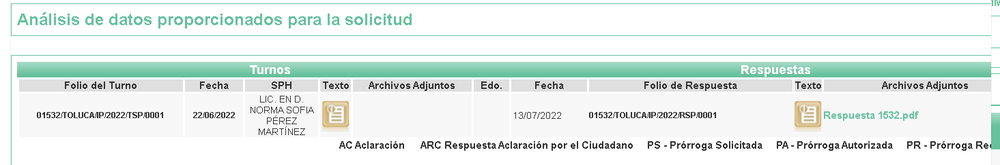 Análisis de datos proporcionados para la solicitud
Turnos Respuestas
Folio del Turno Fecha SPH Texto Archivos Adjuntos Edo. Fecha Folio de Respuesta Texto Archivos Adjuntos
01532/TOLUCA/IP/2022/TSP/0001 22/06/2022 LIC. EN D. NORMA SOFIA PÉREZ MARTÍNEZ 13/07/2022 01532/TOLUCA/IP/2022/RSP/0001 Respuesta 1532.pdf
AC Aclaración ARC Respuesta Aclaración por el Ciudadano PS - Prórroga Solicitada PA - Prórroga Autorizada PR - Prórroga